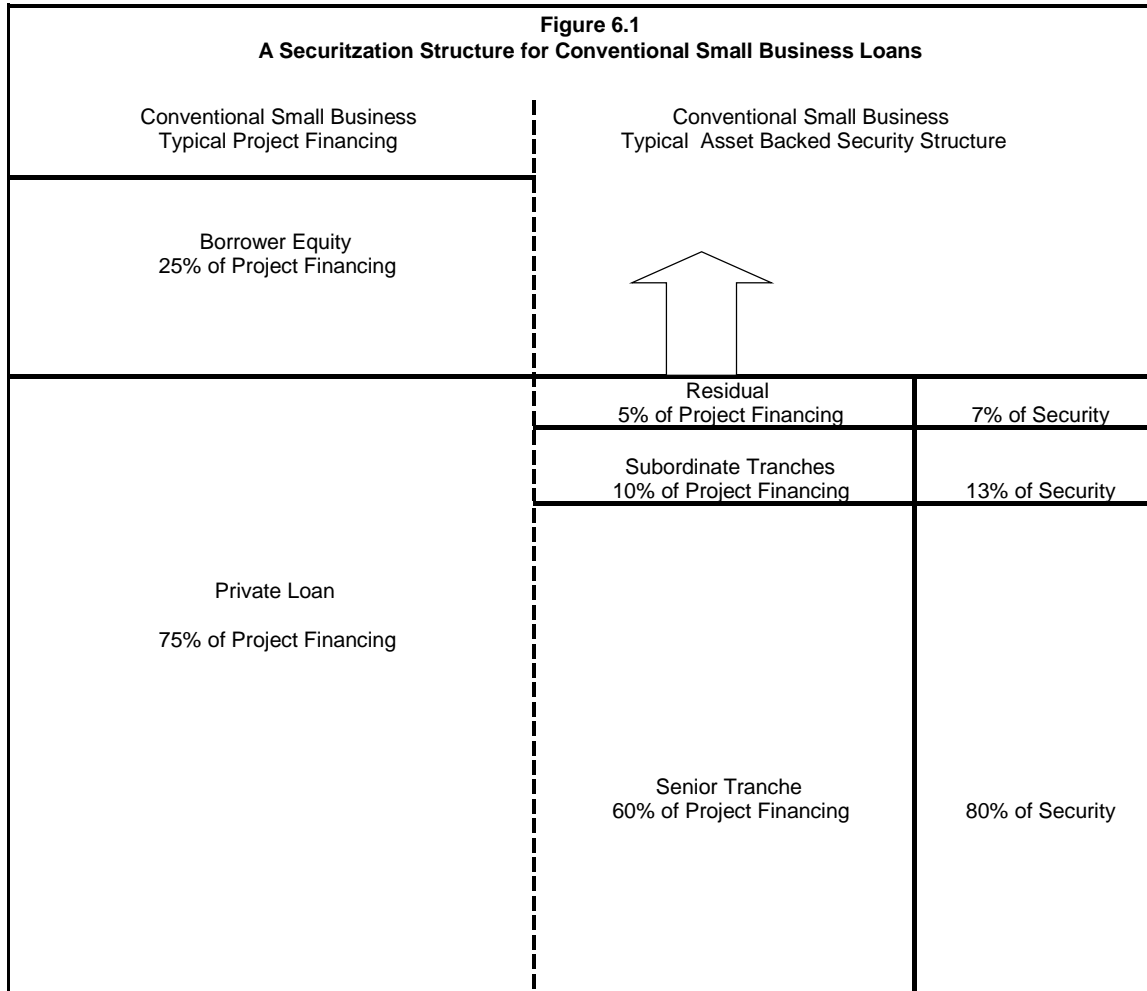 Figure 6.1
A Securitzation Structure for Conventional Small Business Loans
Conventional Small Business
Typical Project Financing
Conventional Small Business
Typical Asset Backed Security Structure
Borrower Equity
25% of Project Financing
Residual
5% of Project Financing
7% of Security
Subordinate Tranches
10% of Project Financing
13% of Security
Private Loan
75% of Project Financing
Senior Tranche
60% of Project Financing
80% of Security